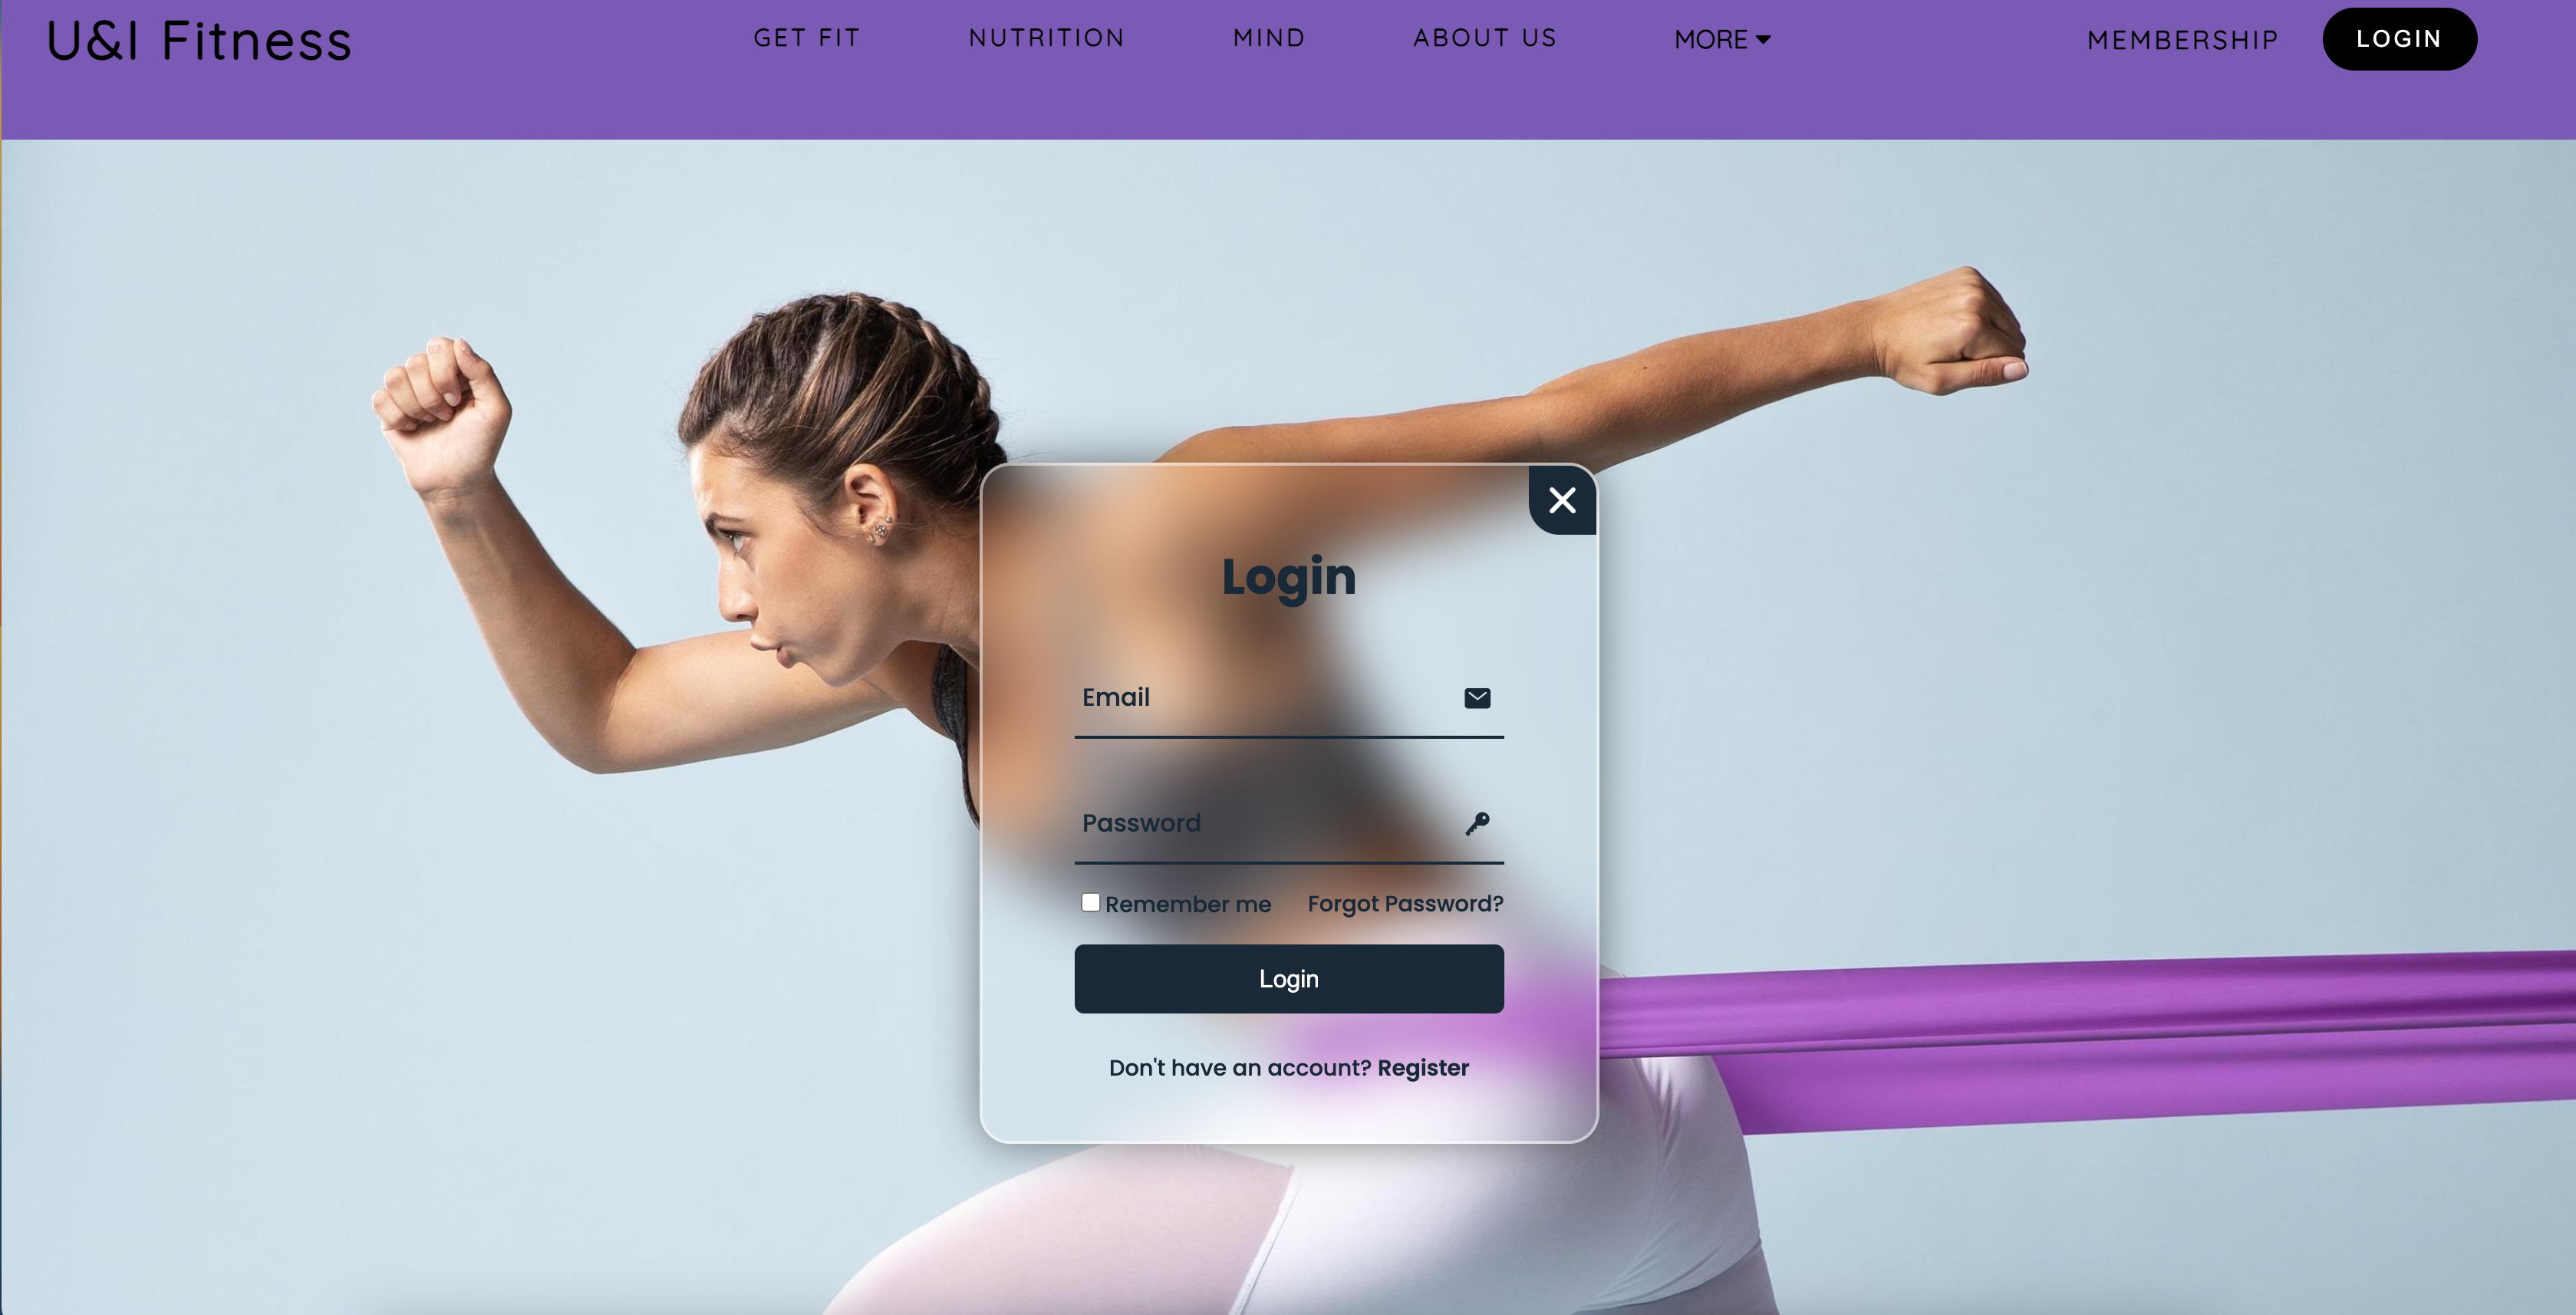 U&I Fitness
GET FIT
NUTRITION
MIND
ABOUT US
MORE
MEMBERSHIP
LOGIN
Login
Email
Password
Remember me
Forgot Password?
Login
Don't have an account? Register